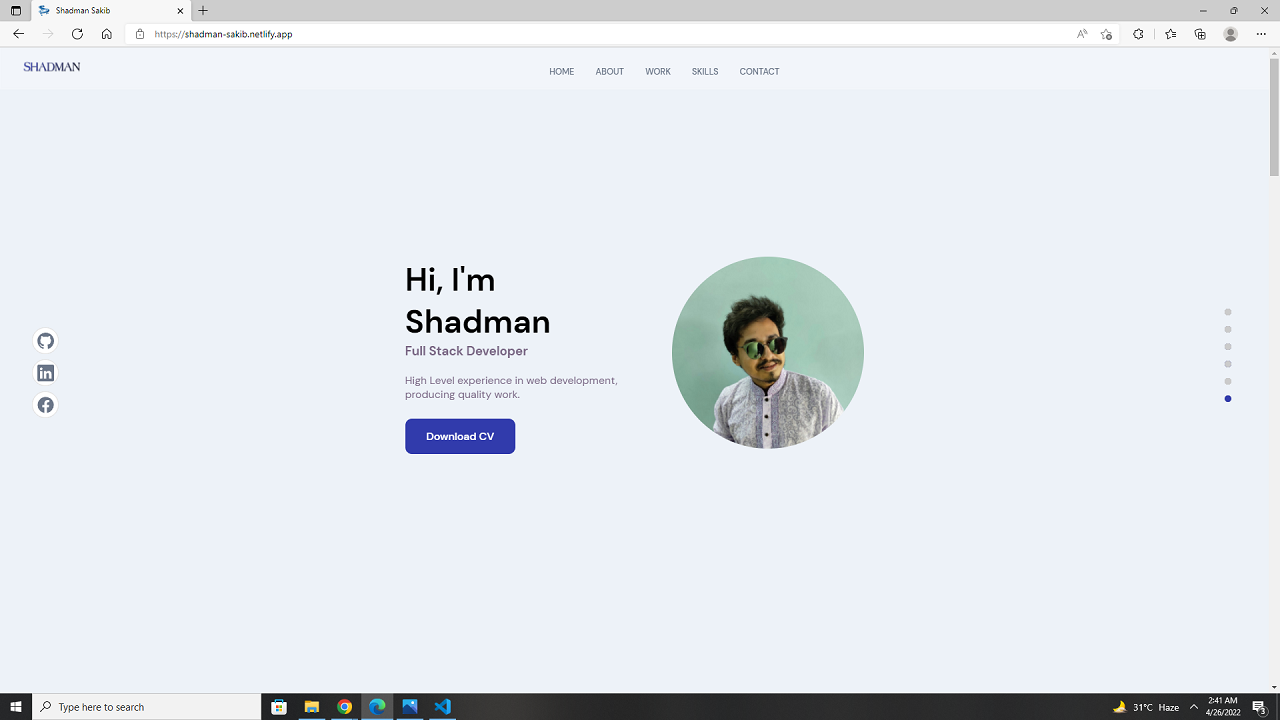 Shadman Sakib
https://shadman-sakib.netlify.app
SHADMAN
HOME ABOUT WORK SKILLS CONTACT
Hi, I'm
Shadman
Full Stack Developer
High Level experience in web development,
producing quality work.
Download CV
Type here to search
31°C Haze
2:41 AM
4/26/2022
3